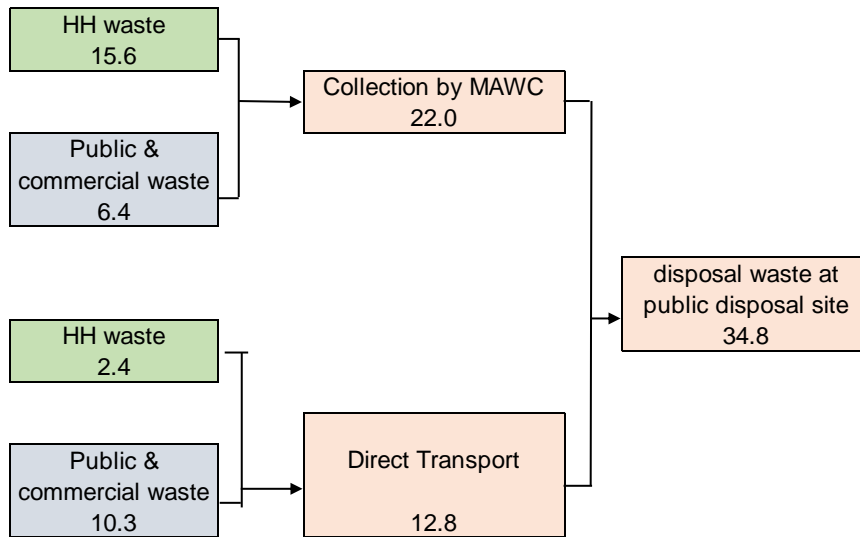 HH waste
15.6
Public &
commercial waste
6.4
Collection by MAWC
22.0
HH waste
2.4
Public &
commercial waste
10.3
Direct Transport
12.8
disposal waste at
public disposal site
34.8